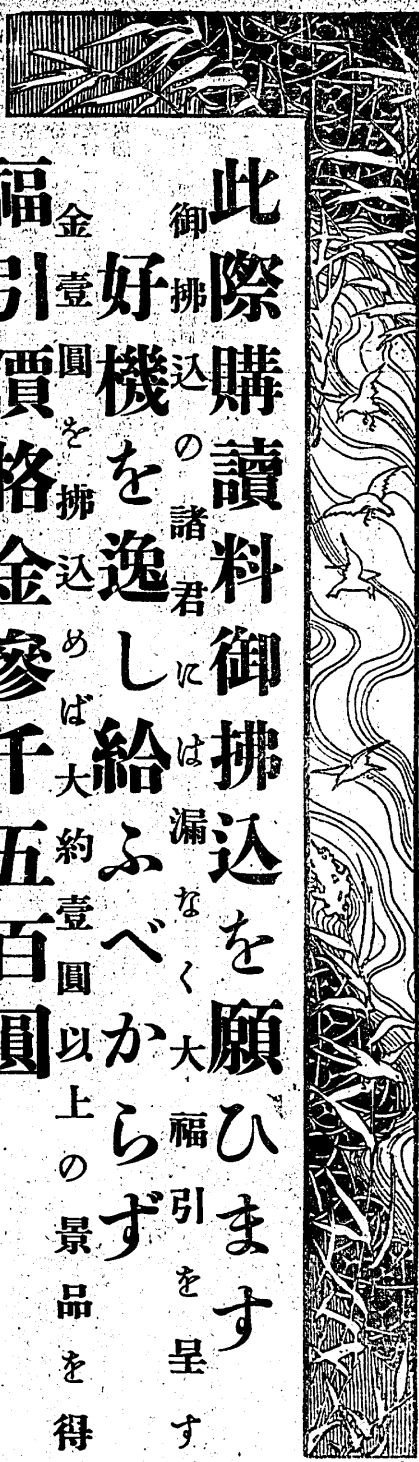 此際購讀料御拂込を願ひます
御拂込の諸君には漏なく大福引を呈す
好機を逸し給ふべからず
金壹圓を拂込めば大約壹圓以上の景品を得
福引價格金參千五百圓